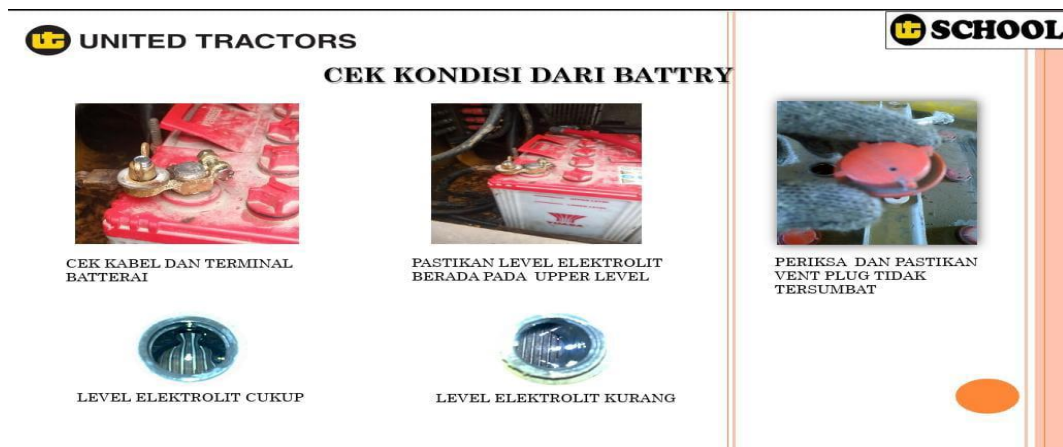 UNITED TRACTORS
UT SCHOOL
CEK KONDISI DARI BATTRY
CEK KABEL DAN TERMINAL
BATTERAI
PASTIKAN LEVEL ELEKTROLIT
BERADA PADA UPPER LEVEL
PERIKSA DAN PASTIKAN
VENT PLUG TIDAK
TERSUMBAT
LEVEL ELEKTROLIT CUKUP
LEVEL ELEKTROLIT KURANG